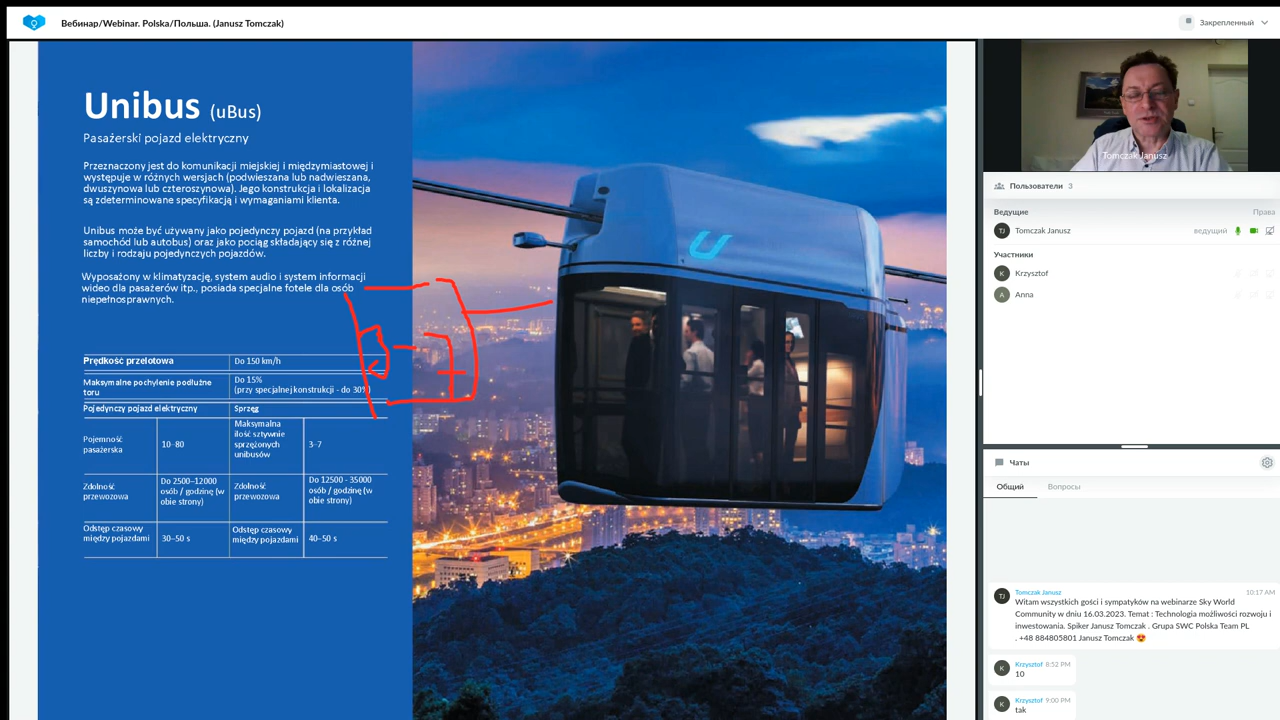 Вебинар/Webinar. Polska/Польша. (Janusz Tomczak)
Закрепленный
Unibus (uBus)
Pasażerski pojazd elektryczny
Przeznaczony jest do komunikacji miejskiej i międzymiastowej i
występuje w różnych wersjach (podwieszana lub nadwieszana,
dwuszynowa lub czteroszynowa). Jego konstrukcja i lokalizacja
są zdeterminowane specyfikacją i wymaganiami klienta.
Unibus może być używany jako pojedynczy pojazd (na przykład
samochód lub autobus) oraz jako pociąg składający się z różnej
liczby i rodzaju pojedynczych pojazdów.
Wyposażony w klimatyzację, system audio i system informacji
wideo dla pasażerów itp., posiada specjalne fotele dla osób
niepełnosprawnych.
Prędkość przelotowa
Do 150 km/h
Maksymalne pochylenie podłużne
toru
Do 15%
(przy specjalnej konstrukcji - do 30%)
Pojedynczy pojazd elektryczny
Sprzęg
Pojemność
pasażerska
10–80
Maksymalna
ilość sztywnie
sprzężonych
unibusów
3–7
Zdolność
przewozowa
Do 2500–12000
osób / godzinę (w
obie strony)
Zdolność
przewozowa
Do 12500 - 35000
osób / godzinę (w
obie strony)
Odstęp czasowy
między pojazdami
30–50 s
Odstęp czasowy
między pojazdami
40–50 s
Tomczak Janusz
Пользователи 3
Ведущие
Права
TJ
Tomczak Janusz
ведущий
Участники
K
Krzysztof
A
Anna
Чаты
Общий
Вопросы
TJ
Tomczak Janusz
10:17 AM
Witam wszystkich gości i sympatyków na webinarze Sky World
Community w dniu 16.03.2023. Temat : Technologia możliwości rozwoju i
inwestowania. Spiker Janusz Tomczak . Grupa SWC Polska Team PL
. +48 884805801 Janusz Tomczak 😍
K
Krzysztof 8:52 PM
10
K
Krzysztof 9:00 PM
tak